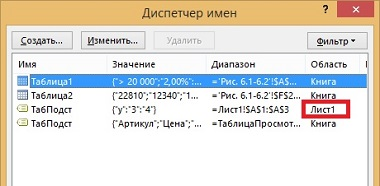 Диспетчер имен
Создать... Изменить... Удалить Фильтр
Имя Значение Диапазон Область
Таблица1 {"> 20 000";"2,00%";... ='Рис. 6.1-6.2'!$A$... Книга
Таблица2 {"22810";"12340";"1... ='Рис. 6.1-6.2'!$F$2... Книга
ТабПодст {"y":"3":"4"} =Лист1!$A$1:$A$3 Лист1
ТабПодст {"Артикул";"Цена";"... =ТаблицаПросмот... Книга